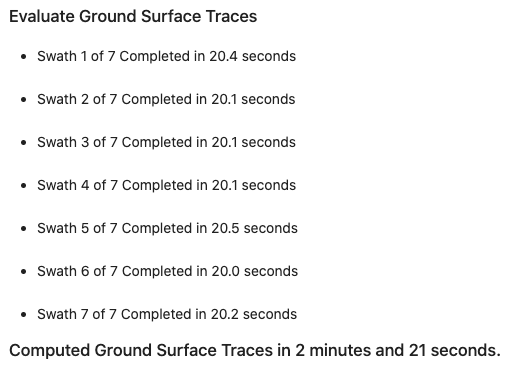 Evaluate Ground Surface Traces
• Swath 1 of 7 Completed in 20.4 seconds
• Swath 2 of 7 Completed in 20.1 seconds
• Swath 3 of 7 Completed in 20.1 seconds
• Swath 4 of 7 Completed in 20.1 seconds
• Swath 5 of 7 Completed in 20.5 seconds
• Swath 6 of 7 Completed in 20.0 seconds
• Swath 7 of 7 Completed in 20.2 seconds
Computed Ground Surface Traces in 2 minutes and 21 seconds.